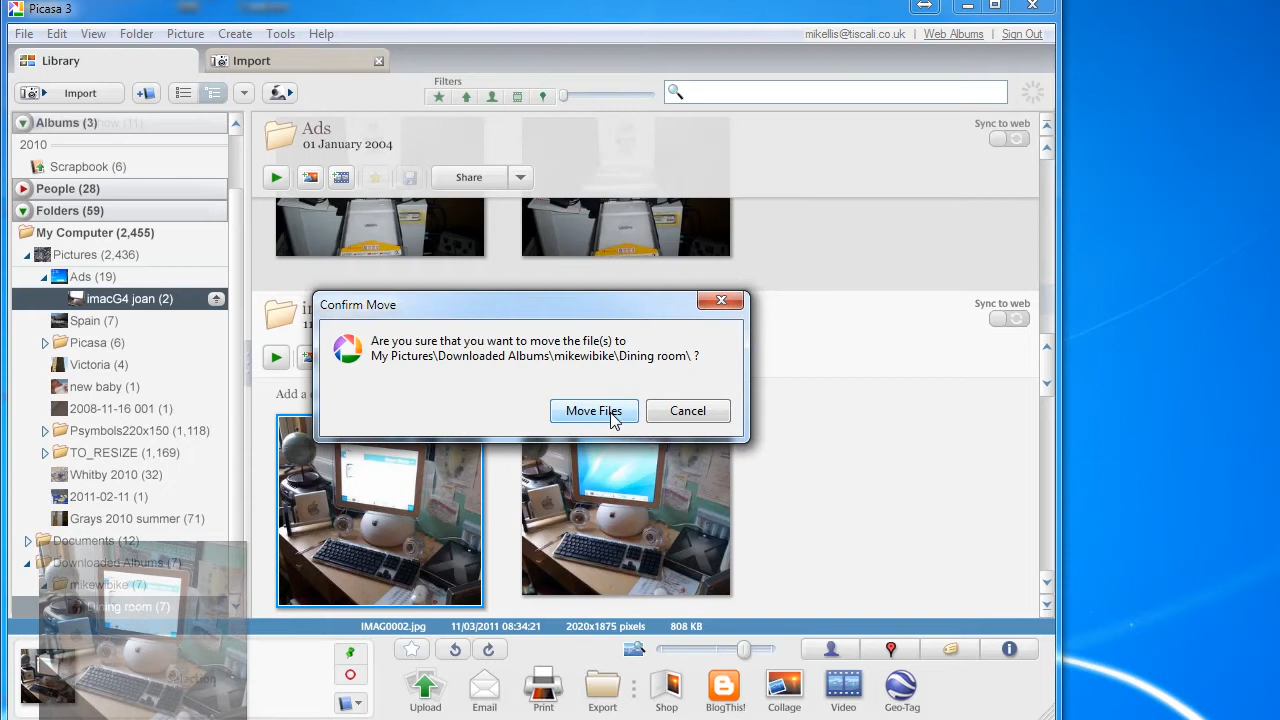 Picasa 3
File Edit View Folder Picture Create Tools Help
mikellis@tiscali.co.uk | Web Albums | Sign Out
Library
Import
Import
Filters
Albums (3)
2010
Scrapbook (6)
People (28)
Folders (59)
My Computer (2,455)
Pictures (2,436)
Ads (19)
imacG4 joan (2)
Spain (7)
Picasa (6)
Victoria (4)
new baby (1)
2008-11-16 001 (1)
Psymbols220x150 (1,118)
TO_RESIZE (1,169)
Whitby 2010 (32)
2011-02-11 (1)
Grays 2010 summer (71)
Documents (12)
Downloaded Albums (7)
mikewibike (7)
Dining room (7)
Ads
01 January 2004
Sync to web
Share
Sync to web
Confirm Move
Are you sure that you want to move the file(s) to
My Pictures\Downloaded Albums\mikewibike\Dining room\ ?
Move Files
Cancel
Add a
IMAG0002.jpg 11/03/2011 08:34:21 2020x1875 pixels 808 KB
Upload Email Print Export Shop BlogThis! Collage Video Geo-Tag